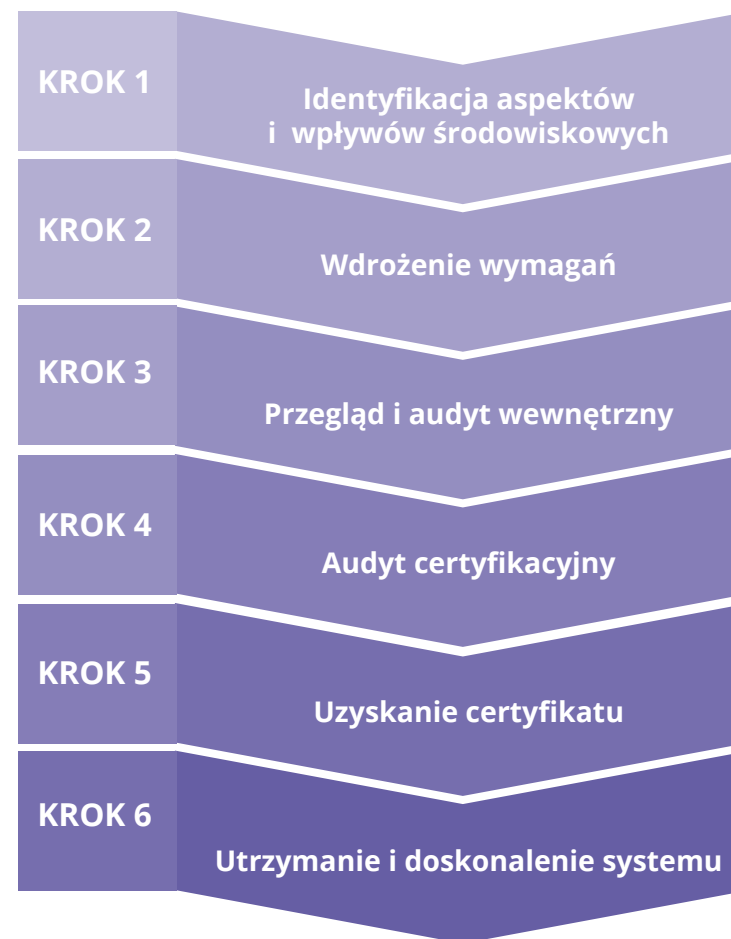 KROK 1
Identyfikacja aspektów
i wpływów środowiskowych
KROK 2
Wdrożenie wymagań
KROK 3
Przegląd i audyt wewnętrzny
KROK 4
Audyt certyfikacyjny
KROK 5
Uzyskanie certyfikatu
KROK 6
Utrzymanie i doskonalenie systemu